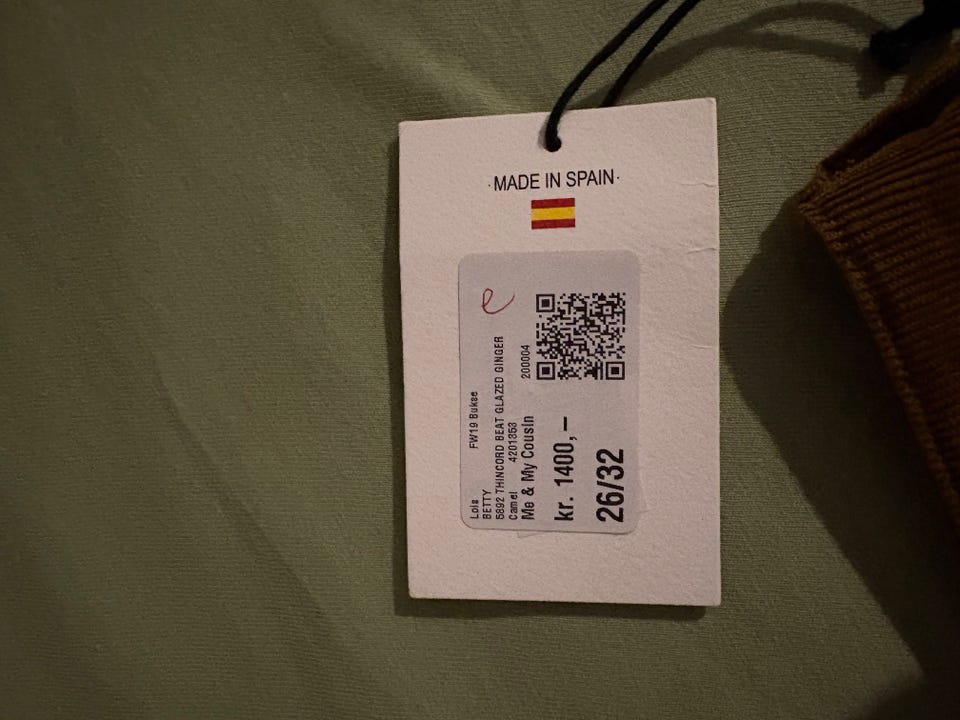 ·MADE IN SPAIN·
Lois FW19 Bukse
BETTY
5892 THINCORD BEAT GLAZED GINGER
Camel 4201353
Me & My Cousin 200004
kr. 1400,–
26/32
e